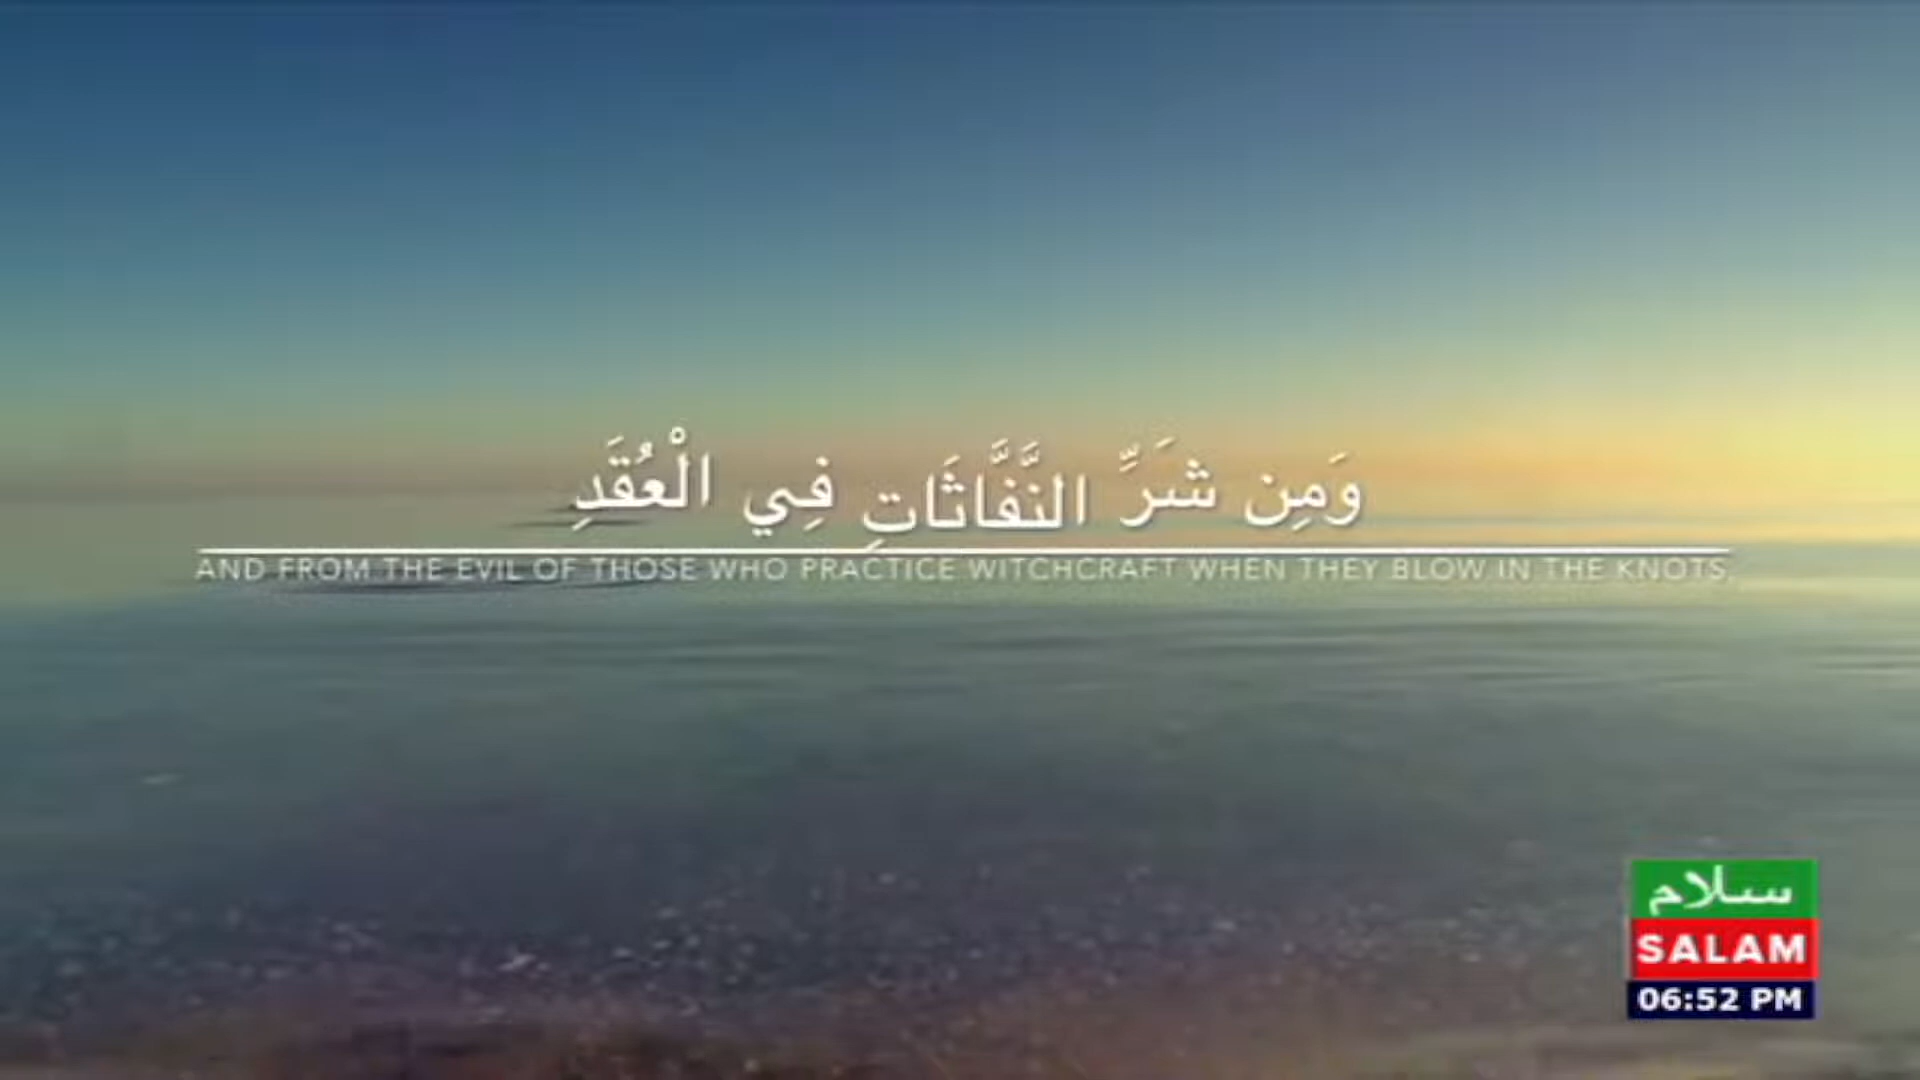 وَمِن شَرِّ النَّفَّاثَاتِ فِي الْعُقَدِ
AND FROM THE EVIL OF THOSE WHO PRACTICE WITCHCRAFT WHEN THEY BLOW IN THE KNOTS,
سلام
SALAM
06:52 PM